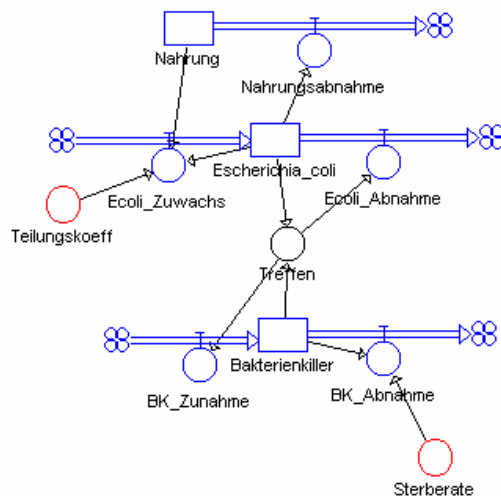 Nahrung
Nahrungsabnahme
Escherichia_coli
Ecoli_Zuwachs
Ecoli_Abnahme
Teilungskoeff
Treffen
Bakterienkiller
BK_Zunahme
BK_Abnahme
Sterberate